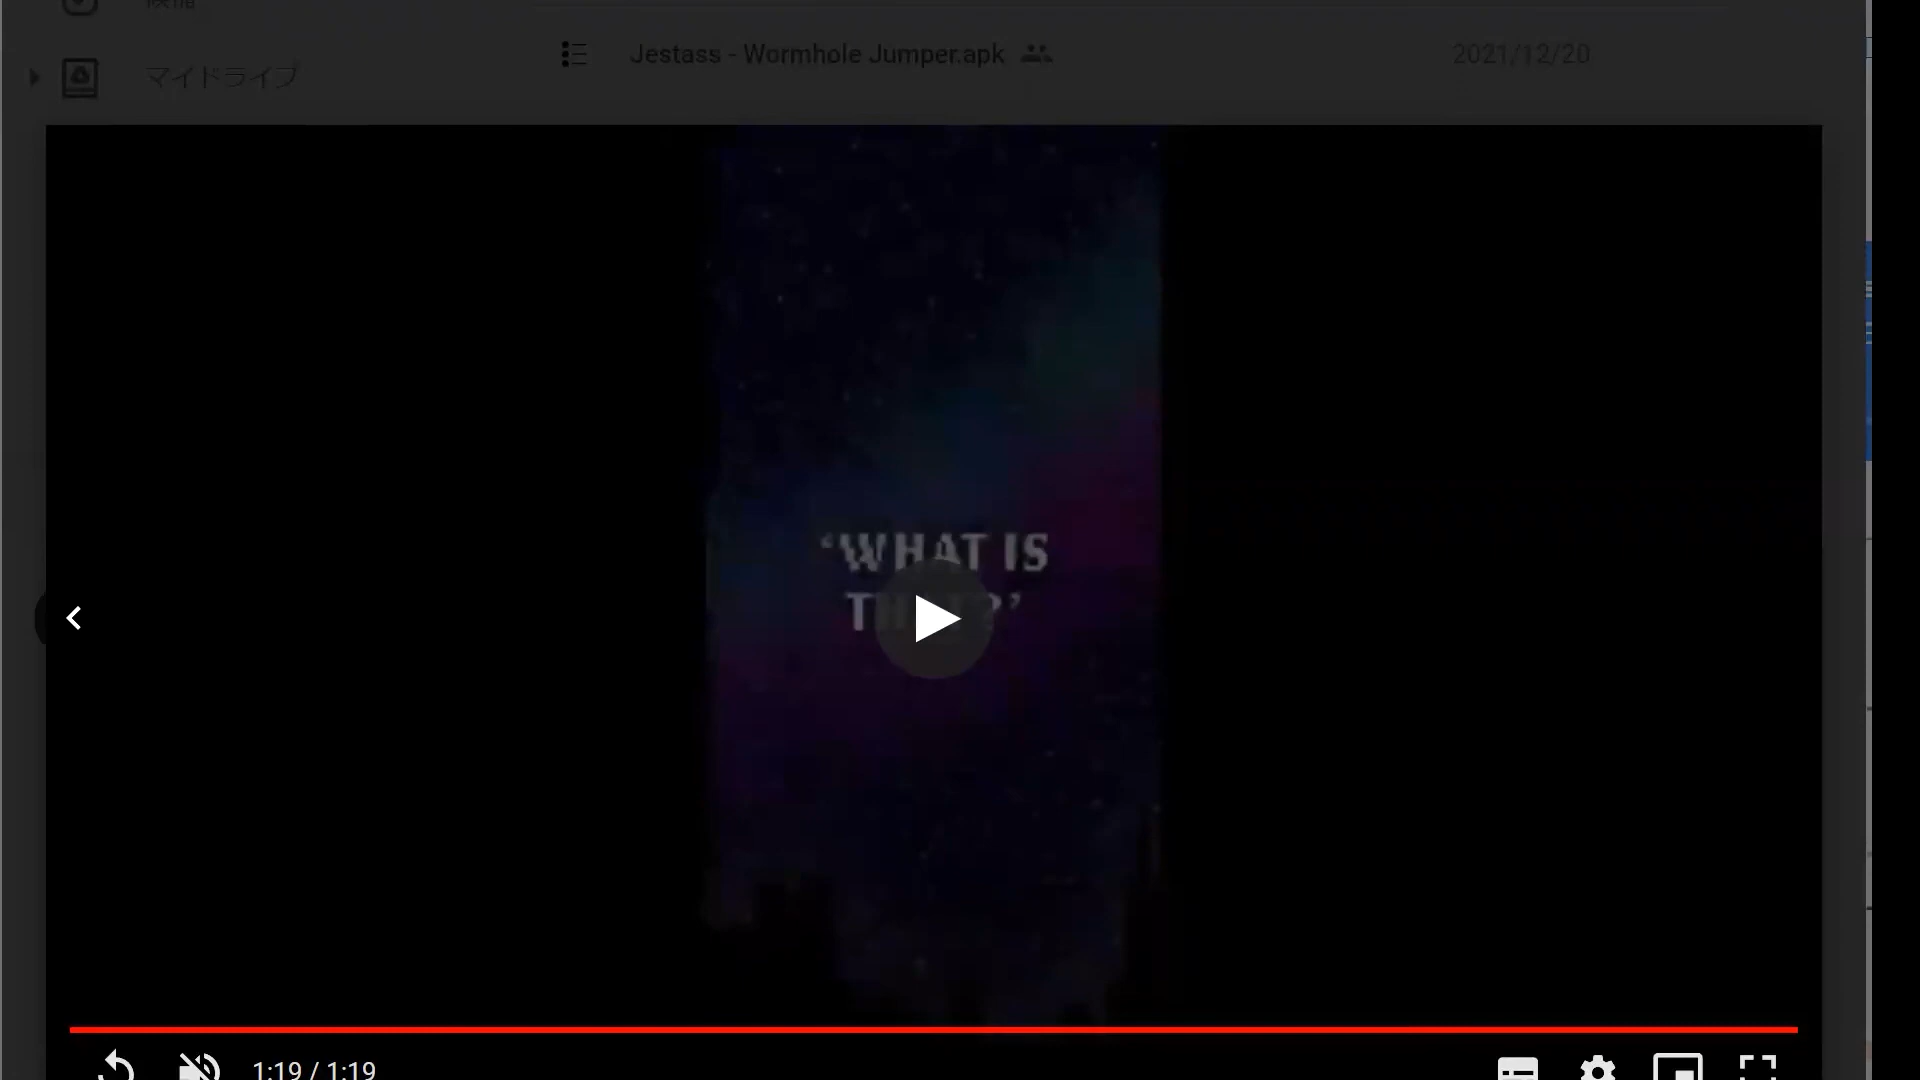 Jestass - Wormhole Jumper.apk 2021/12/20
マイドライブ
‘WHAT IS
1:19 / 1:19